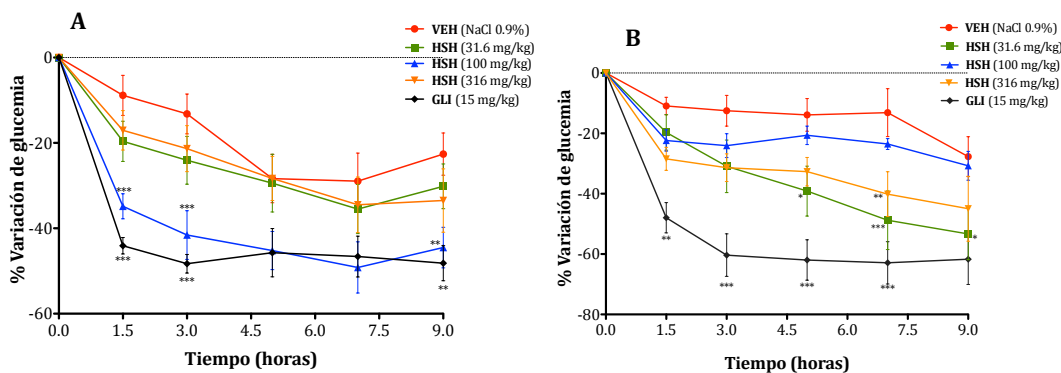 A
VEH (NaCl 0.9%)
HSH (31.6 mg/kg)
HSH (100 mg/kg)
HSH (316 mg/kg)
GLI (15 mg/kg)
% Variación de glucemia
0
-20
-40
-60
***
***
***
***
**
**
0.0 1.5 3.0 4.5 6.0 7.5 9.0
Tiempo (horas)
B
VEH (NaCl 0.9%)
HSH (31.6 mg/kg)
HSH (100 mg/kg)
HSH (316 mg/kg)
GLI (15 mg/kg)
% Variación de glucemia
0
-20
-40
-60
-80
*
**
***
*
**
***
***
***
0.0 1.5 3.0 4.5 6.0 7.5 9.0
Tiempo (horas)